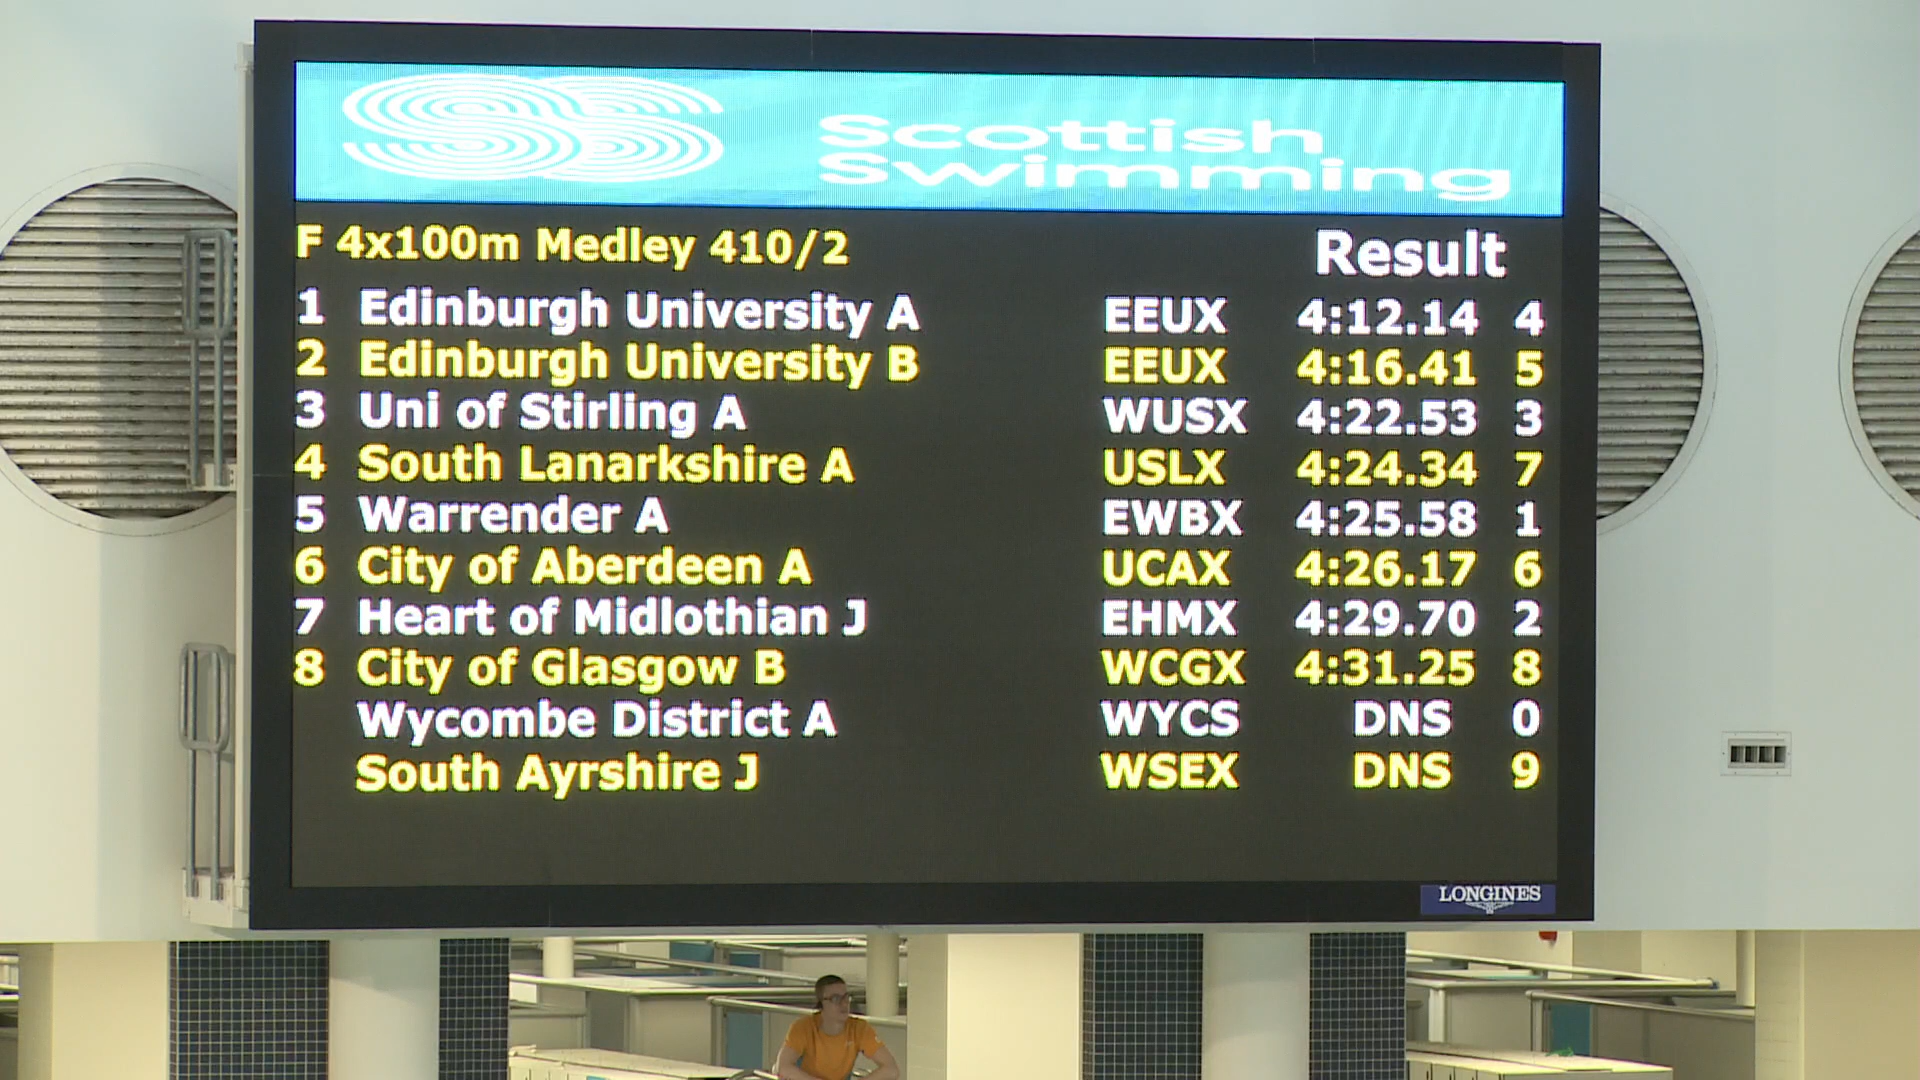 Scottish
Swimming
F 4x100m Medley 410/2 Result
1 Edinburgh University A EEUX 4:12.14 4
2 Edinburgh University B EEUX 4:16.41 5
3 Uni of Stirling A WUSX 4:22.53 3
4 South Lanarkshire A USLX 4:24.34 7
5 Warrender A EWBX 4:25.58 1
6 City of Aberdeen A UCAX 4:26.17 6
7 Heart of Midlothian J EHMX 4:29.70 2
8 City of Glasgow B WCGX 4:31.25 8
Wycombe District A WYCS DNS 0
South Ayrshire J WSEX DNS 9
LONGINES